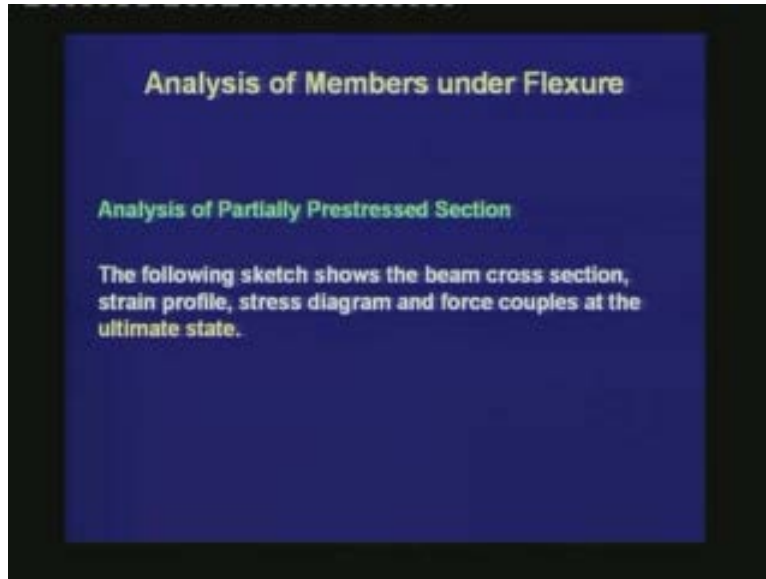 Analysis of Members under Flexure
Analysis of Partially Prestressed Section
The following sketch shows the beam cross section,
strain profile, stress diagram and force couples at the
ultimate state.